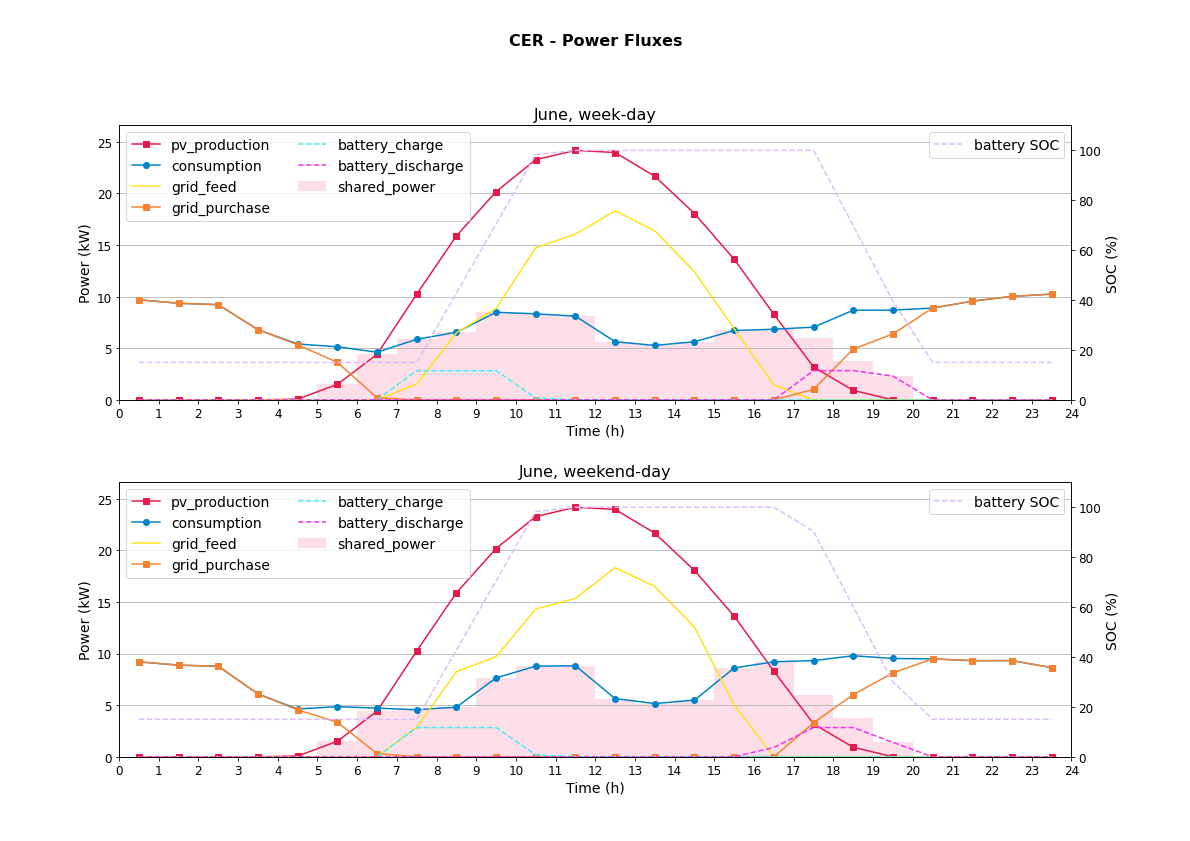 CER - Power Fluxes
June, week-day
pv_production
consumption
grid_feed
grid_purchase
battery_charge
battery_discharge
shared_power
battery SOC
Power (kW)
0
5
10
15
20
25
SOC (%)
0
20
40
60
80
100
0 1 2 3 4 5 6 7 8 9 10 11 12 13 14 15 16 17 18 19 20 21 22 23 24
Time (h)
June, weekend-day
pv_production
consumption
grid_feed
grid_purchase
battery_charge
battery_discharge
shared_power
battery SOC
Power (kW)
0
5
10
15
20
25
SOC (%)
0
20
40
60
80
100
0 1 2 3 4 5 6 7 8 9 10 11 12 13 14 15 16 17 18 19 20 21 22 23 24
Time (h)